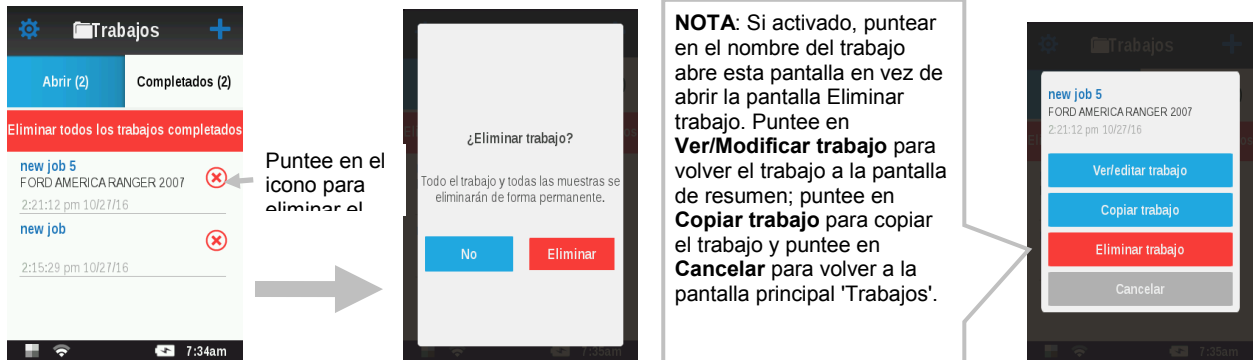 Trabajos
Abrir (2)
Completados (2)
Eliminar todos los trabajos completados
new job 5
FORD AMERICA RANGER 2007
2:21:12 pm 10/27/16
new job
2:15:29 pm 10/27/16
7:34am
Puntee en el
icono para
eliminar el
¿Eliminar trabajo?
Todo el trabajo y todas las muestras se
eliminarán de forma permanente.
No
Eliminar
7:35am
NOTA: Si activado, puntear
en el nombre del trabajo
abre esta pantalla en vez de
abrir la pantalla Eliminar
trabajo. Puntee en
Ver/Modificar trabajo para
volver el trabajo a la pantalla
de resumen; puntee en
Copiar trabajo para copiar
el trabajo y puntee en
Cancelar para volver a la
pantalla principal 'Trabajos'.
Trabajos
new job 5
FORD AMERICA RANGER 2007
2:21:12 pm 10/27/16
Ver/editar trabajo
Copiar trabajo
Eliminar trabajo
Cancelar
7:35am